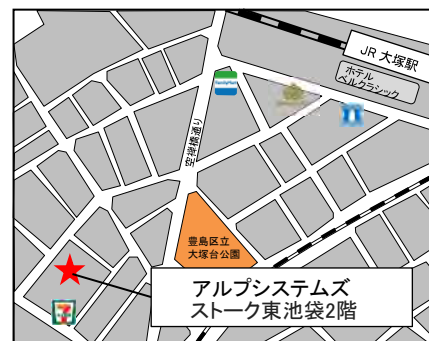 JR 大塚駅
ホテル
ベルクラシック
FamilyMart
空蝉橋通り
豊島区立
大塚台公園
アルプシステムズ
ストーク東池袋2階
7